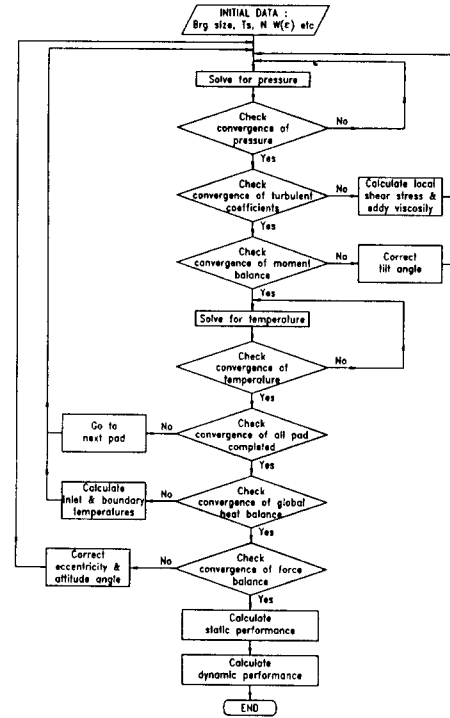 INITIAL DATA :
Brg size, Ts, N W(ε) etc
Solve for pressure
Check
convergence of
pressure
No
Yes
Check
convergence of turbulent
coefficients
No
Calculate local
shear stress &
eddy viscosity
Yes
Check
convergence of moment
balance
No
Correct
tilt angle
Yes
Solve for temperature
Check
convergence of
temperature
No
Yes
Check
convergence of all pad
completed
No
Go to
next pad
Yes
Check
convergence of global
heat balance
No
Calculate
inlet & boundary
temperatures
Yes
Check
convergence of force
balance
No
Correct
eccentricity &
attitude angle
Yes
Calculate
static performance
Calculate
dynamic performance
END